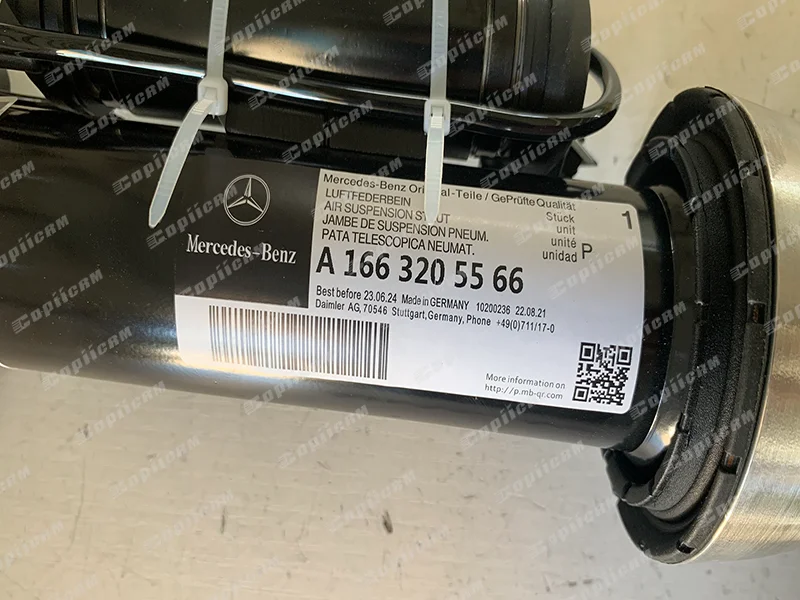 Mercedes-Benz
Mercedes-Benz Original-Teile / GePrüfte Qualität
LUFTFEDERBEIN
AIR SUSPENSION STRUT
JAMBE DE SUSPENSION PNEUM.
PATA TELESCOPICA NEUMAT.
Stück
unit
unité
unidad
P
1
A 166 320 55 66
Best before 23.06.24 Made in GERMANY 10200236 22.08.21
Daimler AG, 70546 Stuttgart, Germany, Phone +49(0)711/17-0
More information on
http://p.mb-qr.com
CopiiCRM